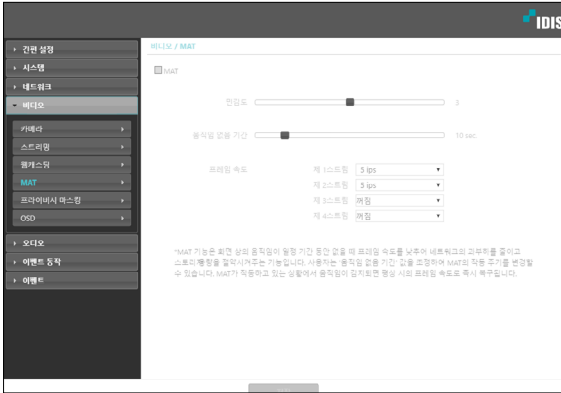 IDIS
간편 설정
시스템
네트워크
비디오
카메라
스트리밍
웹캐스팅
MAT
프라이버시 마스킹
OSD
오디오
이벤트 동작
이벤트
비디오 / MAT
MAT
민감도 3
움직임 없음 기간 10 sec.
프레임 속도 제 1스트림 5 ips
제 2스트림 5 ips
제 3스트림 꺼짐
제 4스트림 꺼짐
*MAT 기능은 화면 상의 움직임이 일정 기간 동안 없을 때 프레임 속도를 낮추어 네트워크의 과부하를 줄이고
스토리지 용량을 절약시켜주는 기능입니다. 사용자는 '움직임 없음 기간' 값을 조정하여 MAT의 작동 주기를 변경할
수 있습니다. MAT가 작동하고 있는 상황에서 움직임이 감지되면 평상 시의 프레임 속도로 즉시 복구됩니다.